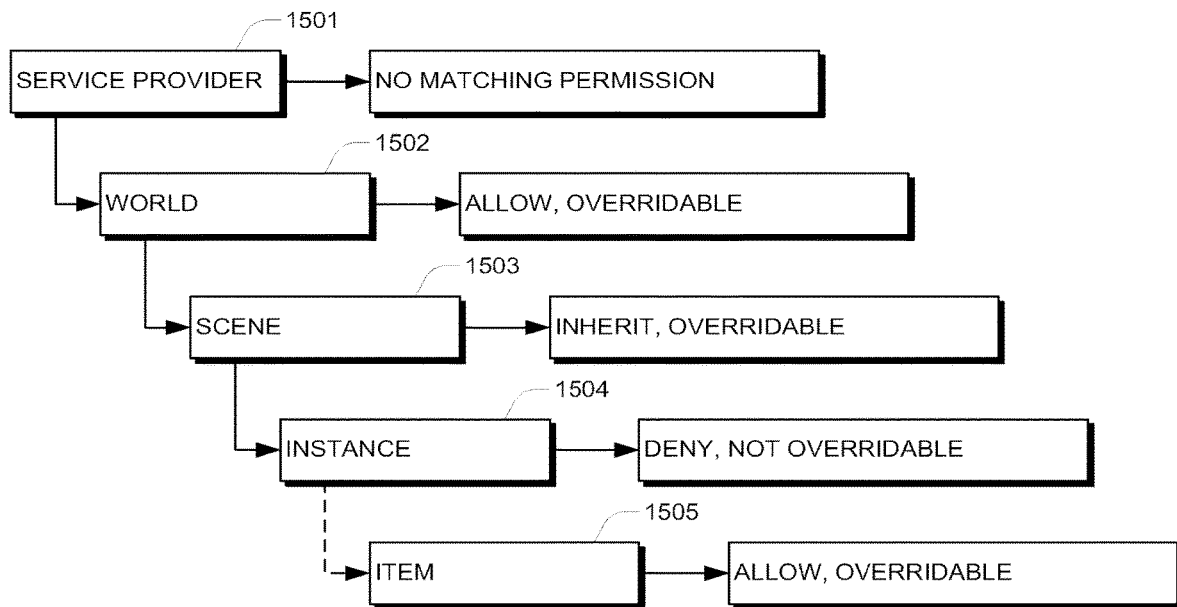 1501
SERVICE PROVIDER
NO MATCHING PERMISSION
1502
WORLD
ALLOW, OVERRIDABLE
1503
SCENE
INHERIT, OVERRIDABLE
1504
INSTANCE
DENY, NOT OVERRIDABLE
1505
ITEM
ALLOW, OVERRIDABLE